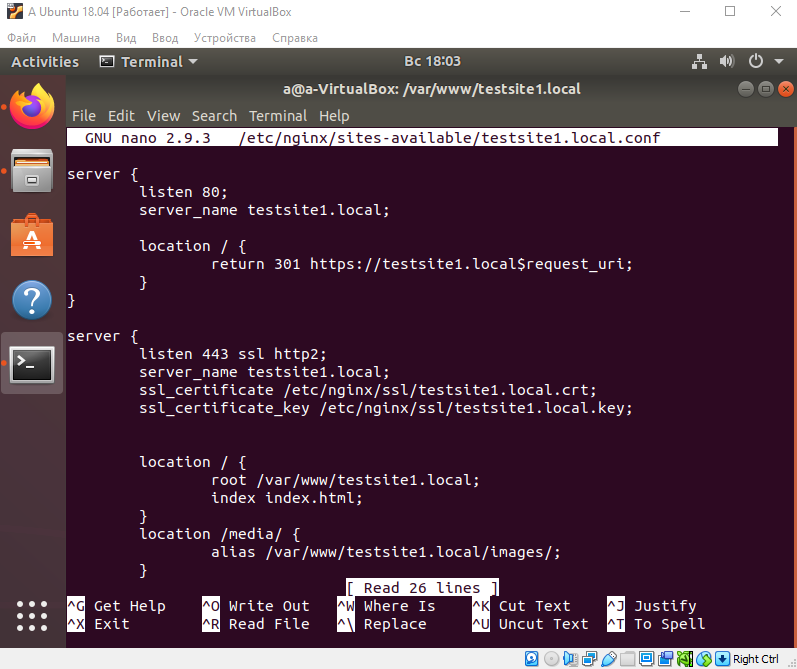 A Ubuntu 18.04 [Работает] - Oracle VM VirtualBox
Файл Машина Вид Ввод Устройства Справка
Activities Terminal Вс 18:03
a@a-VirtualBox: /var/www/testsite1.local
File Edit View Search Terminal Help
GNU nano 2.9.3 /etc/nginx/sites-available/testsite1.local.conf
server {
listen 80;
server_name testsite1.local;
location / {
return 301 https://testsite1.local$request_uri;
}
}
server {
listen 443 ssl http2;
server_name testsite1.local;
ssl_certificate /etc/nginx/ssl/testsite1.local.crt;
ssl_certificate_key /etc/nginx/ssl/testsite1.local.key;
location / {
root /var/www/testsite1.local;
index index.html;
}
location /media/ {
alias /var/www/testsite1.local/images/;
}
[ Read 26 lines ]
^G Get Help ^O Write Out ^W Where Is ^K Cut Text ^J Justify
^X Exit ^R Read File ^\ Replace ^U Uncut Text ^T To Spell
Right Ctrl